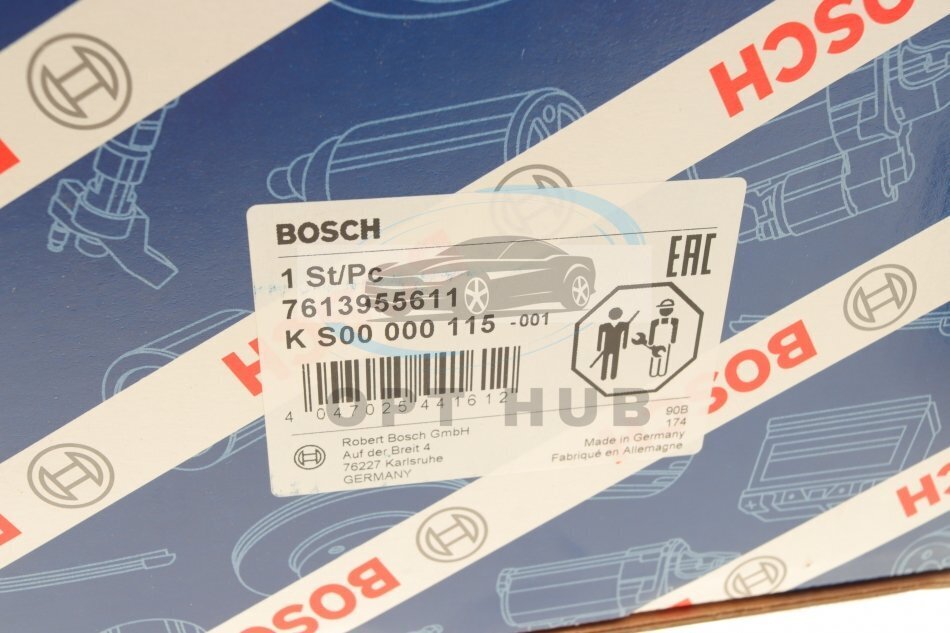 BOSCH
BOSCH
1 St/Pc
7613955611
K S00 000 115 -001
EAC
4 047025 441612
OPT HUB
90B
174
Robert Bosch GmbH
Auf der Breit 4
76227 Karlsruhe
GERMANY
Made in Germany
Fabriqué en Allemagne
BOSCH
BOSCH
BOSCH
BOSCH